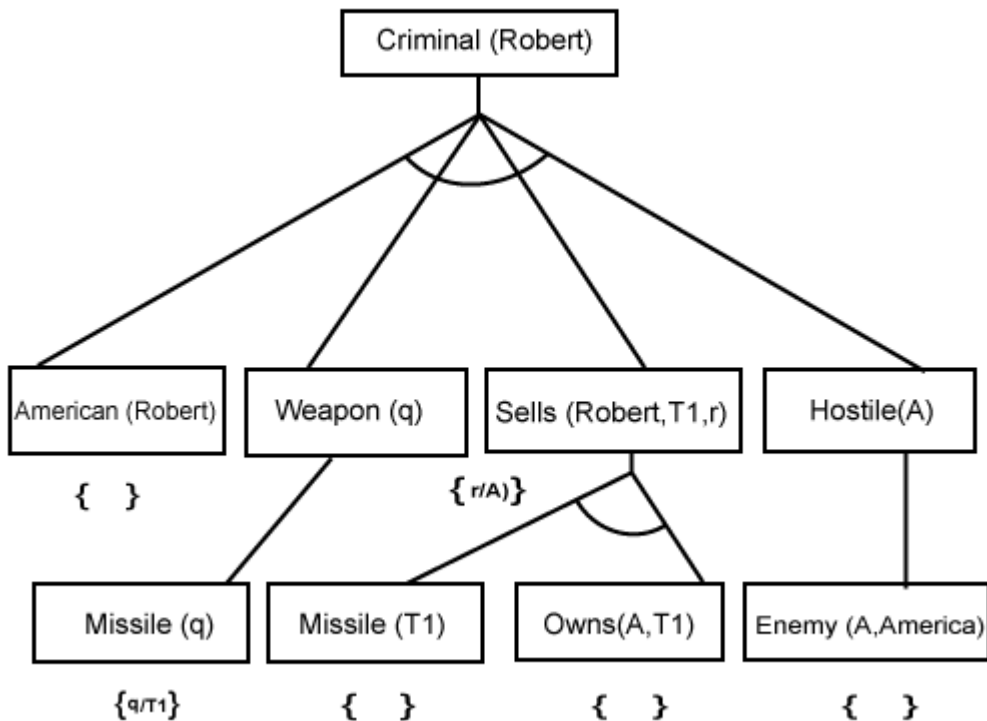 Criminal (Robert)
American (Robert)
Weapon (q)
Sells (Robert,T1,r)
Hostile(A)
{ }
{ r/A)}
Missile (q)
Missile (T1)
Owns(A,T1)
Enemy (A,America)
{q/T1}
{ }
{ }
{ }